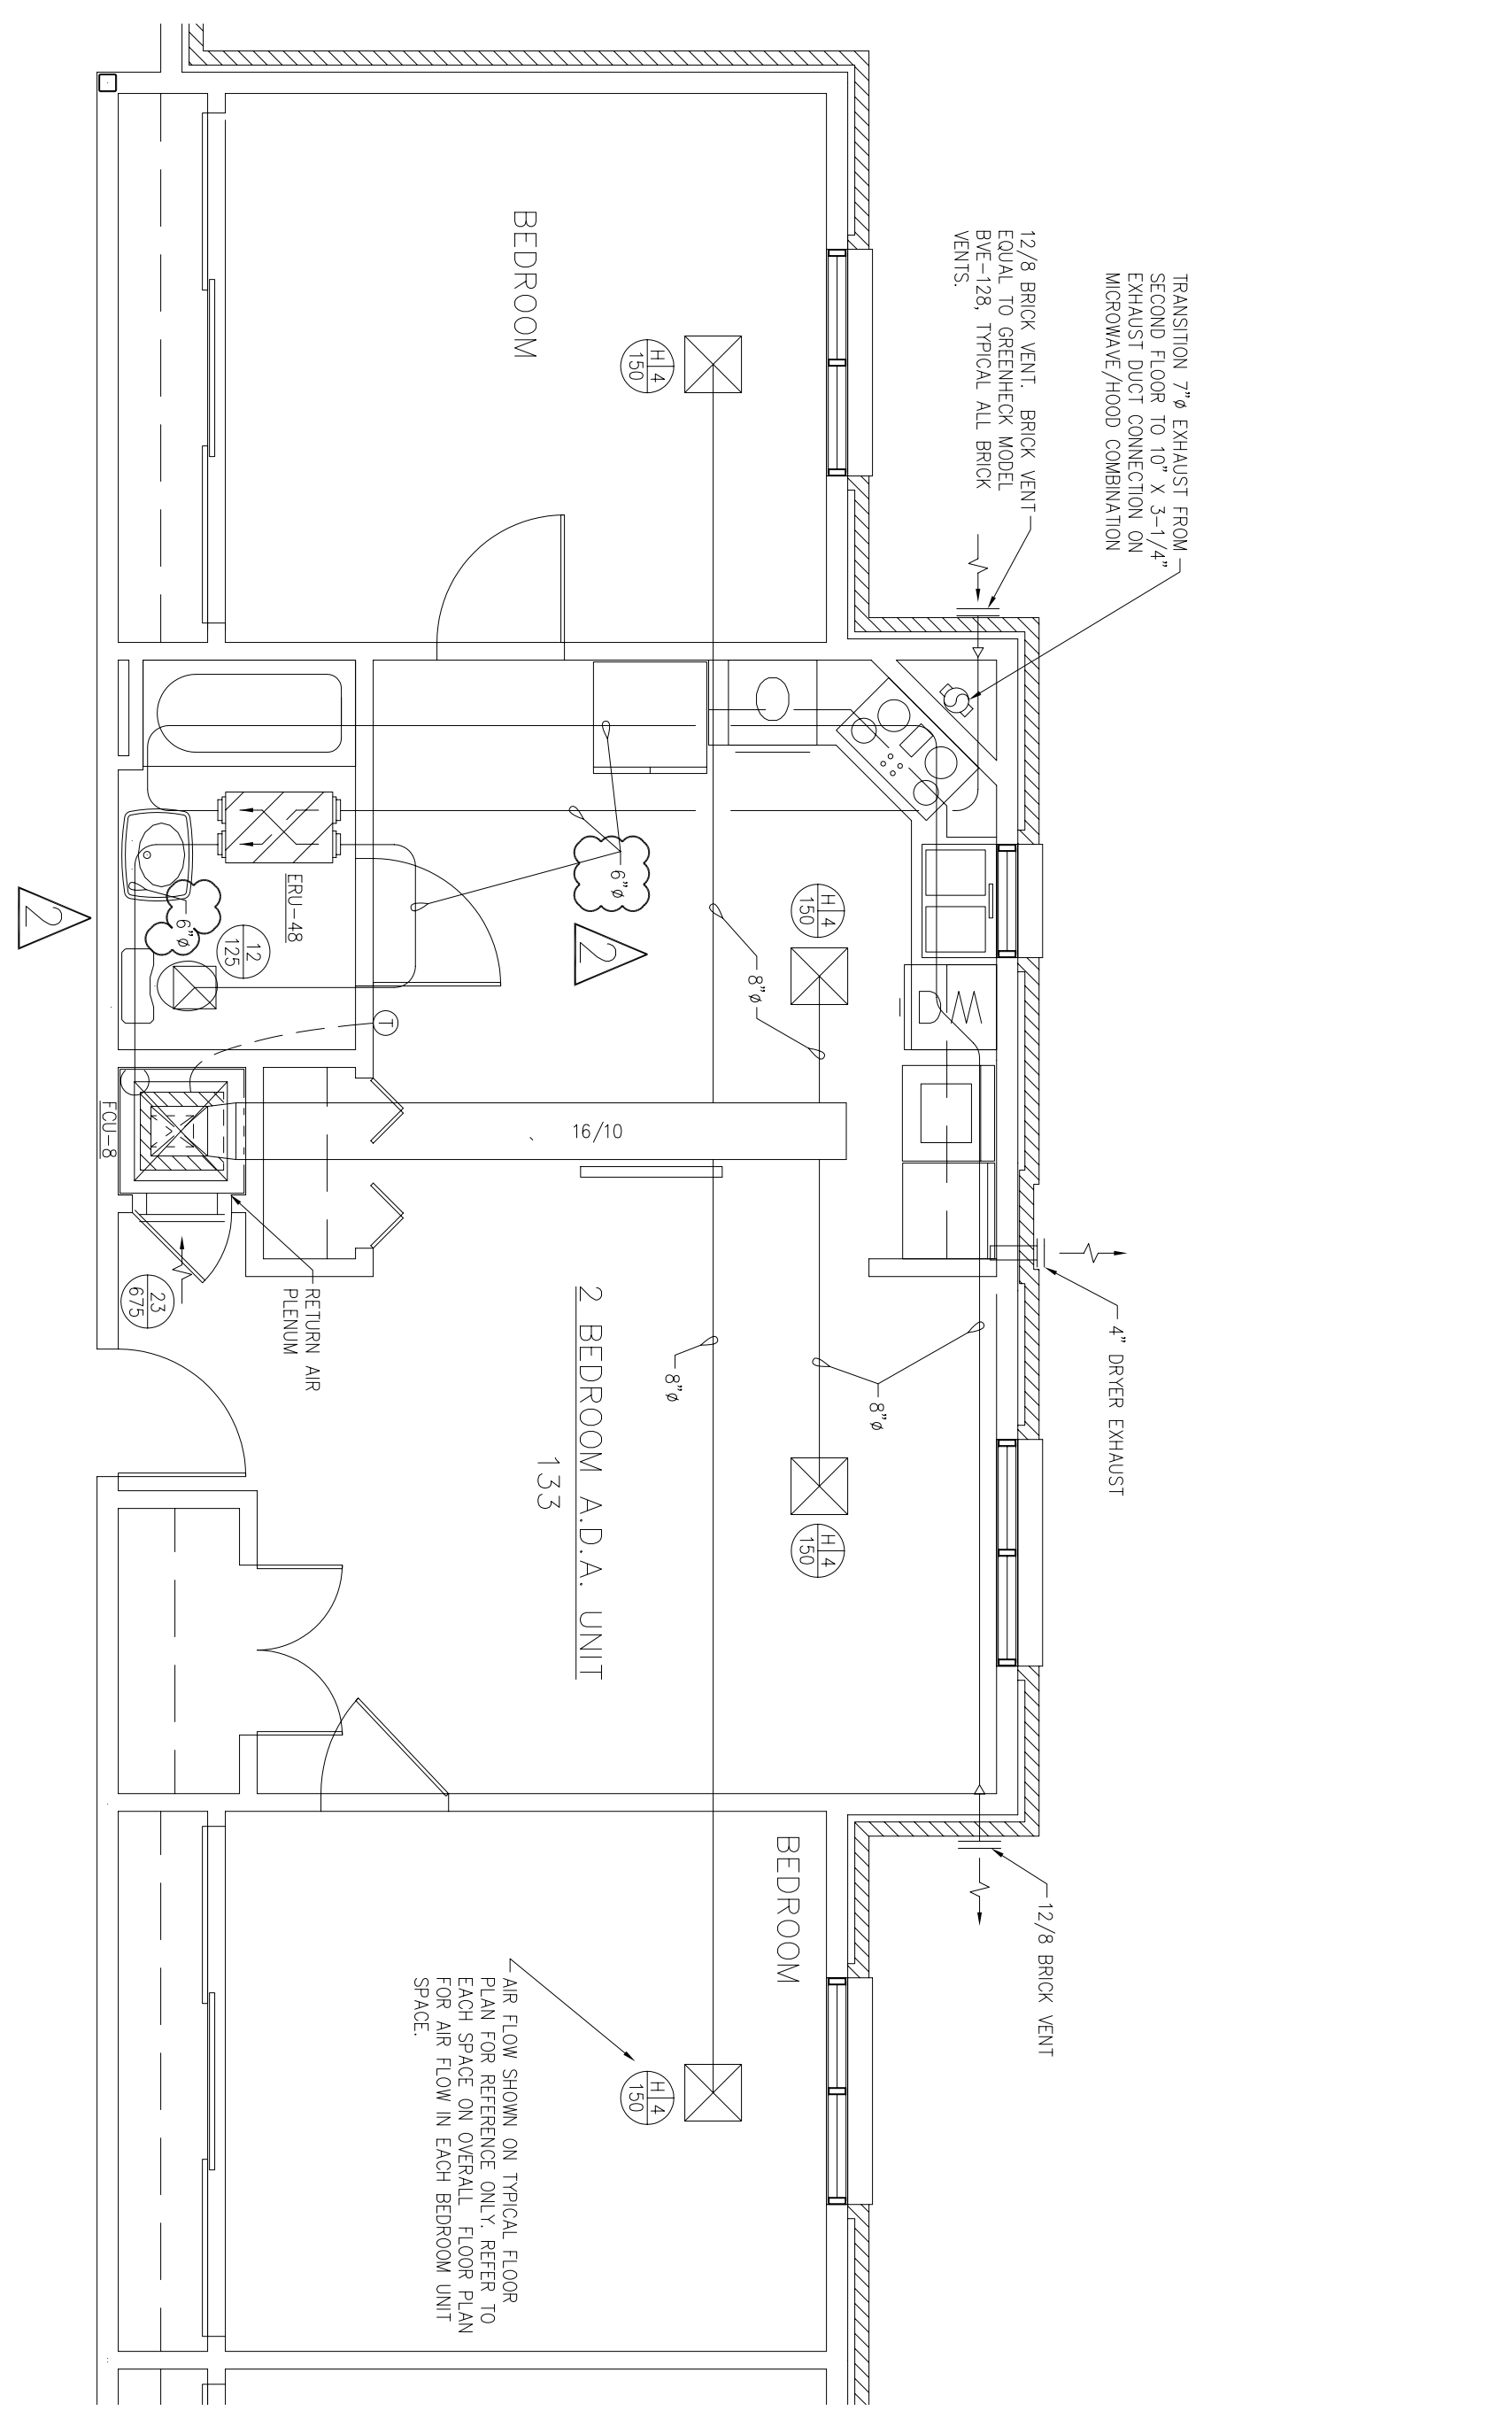 TRANSITION 7"ø EXHAUST FROM
SECOND FLOOR TO 10" X 3-1/4"
EXHAUST DUCT CONNECTION ON
MICROWAVE/HOOD COMBINATION
12/8 BRICK VENT. BRICK VENT
EQUAL TO GREENHECK MODEL
BVE-128, TYPICAL ALL BRICK
VENTS.
4" DRYER EXHAUST
12/8 BRICK VENT
BEDROOM
H 4
150
H 4
150
8"ø
6"ø
2
DW
8"ø
H 4
150
8"ø
16/10
2 BEDROOM A.D.A. UNIT
133
BEDROOM
H 4
150
AIR FLOW SHOWN ON TYPICAL FLOOR
PLAN FOR REFERENCE ONLY. REFER TO
EACH SPACE ON OVERALL FLOOR PLAN
FOR AIR FLOW IN EACH BEDROOM UNIT
SPACE.
T
ERU-48
12
125
6"ø
2
RETURN AIR
PLENUM
23
675
FCU-8